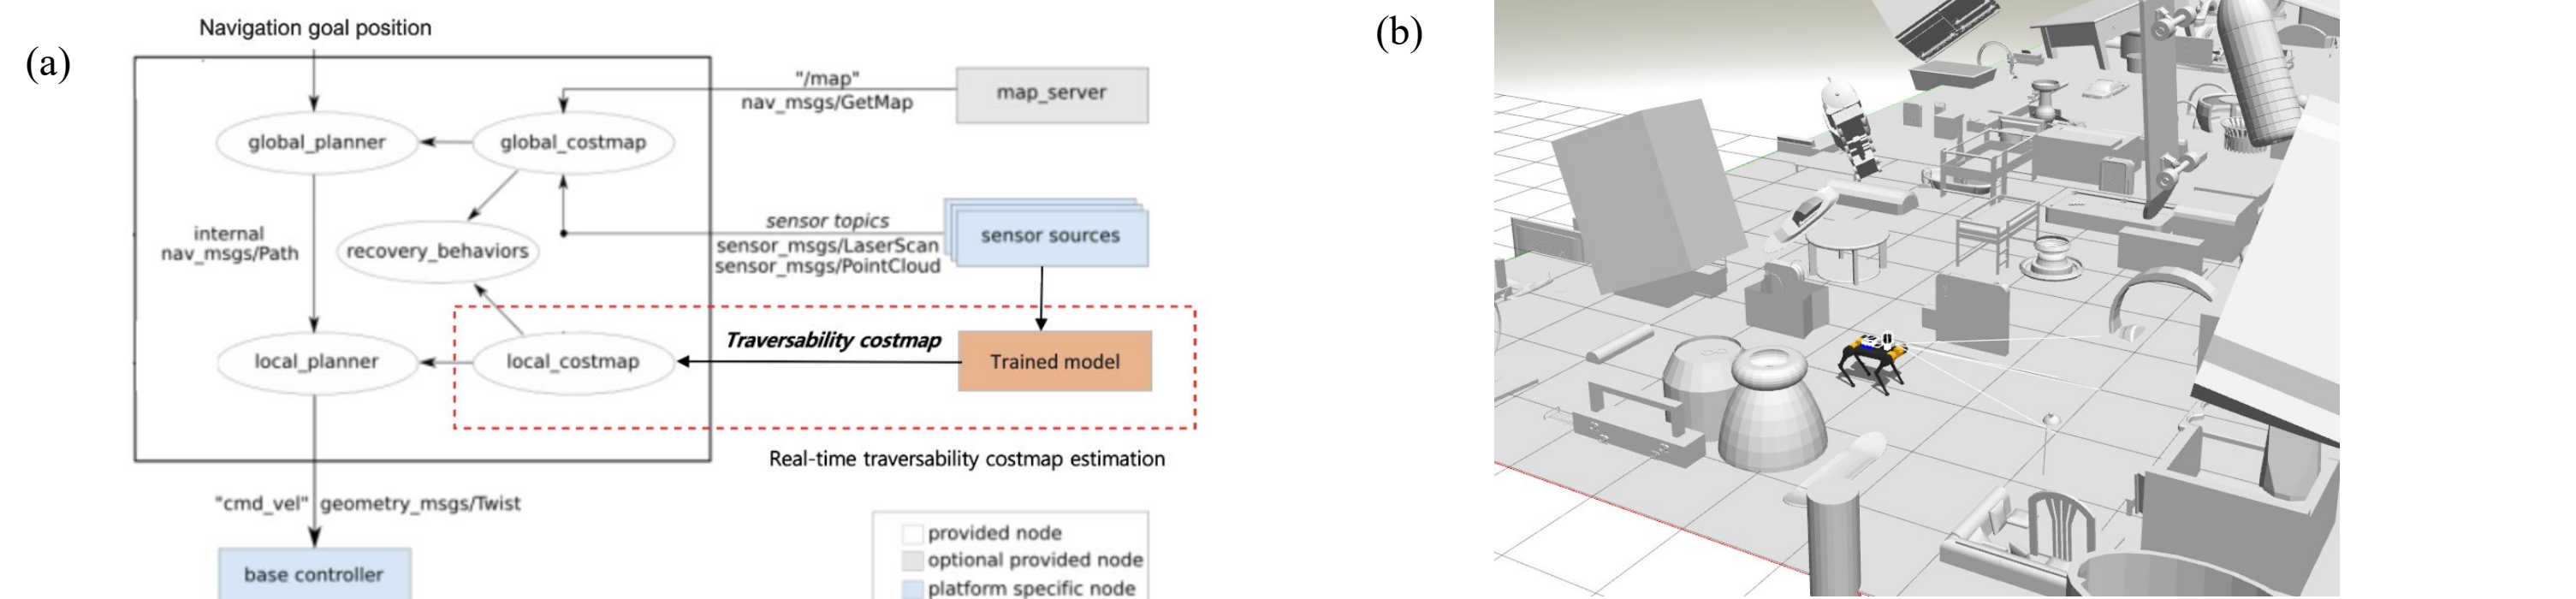 (a)
Navigation goal position
"/map"
nav_msgs/GetMap
map_server
global_planner
global_costmap
internal
nav_msgs/Path
recovery_behaviors
sensor topics
sensor_msgs/LaserScan
sensor_msgs/PointCloud
sensor sources
local_planner
local_costmap
Traversability costmap
Trained model
Real-time traversability costmap estimation
"cmd_vel" geometry_msgs/Twist
base controller
provided node
optional provided node
platform specific node
(b)